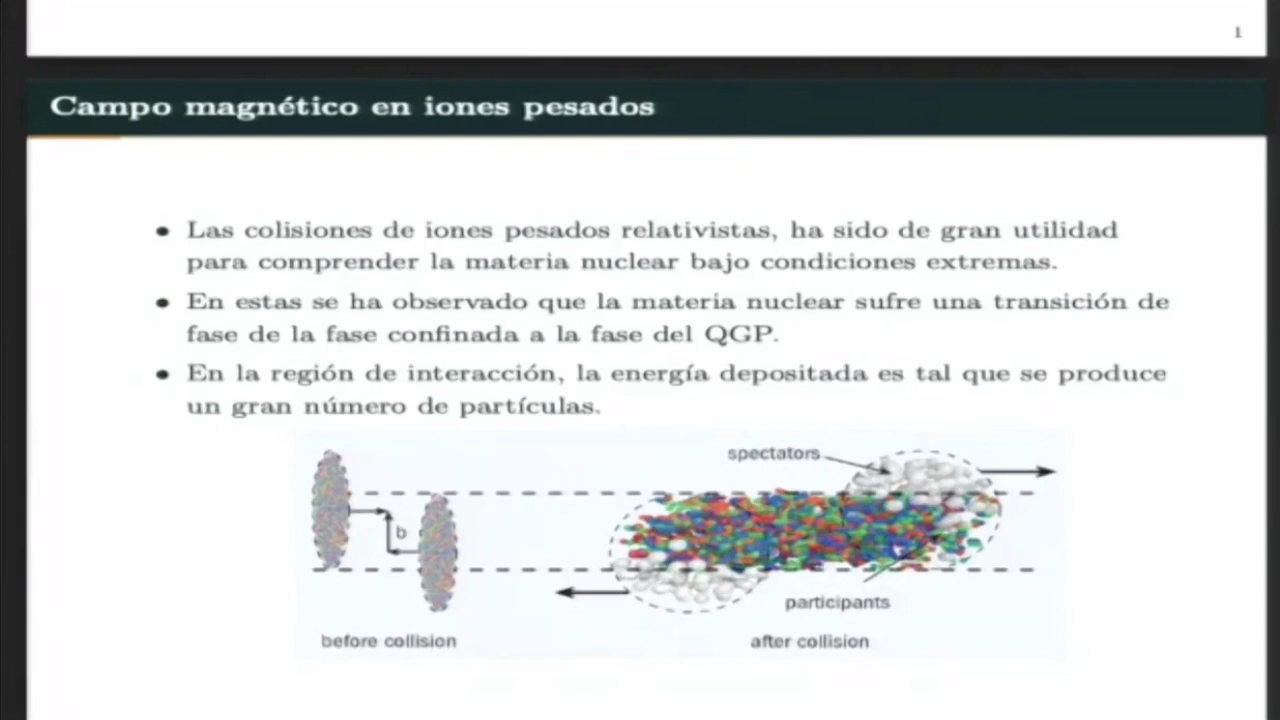 1
Campo magnético en iones pesados
• Las colisiones de iones pesados relativistas, ha sido de gran utilidad
para comprender la materia nuclear bajo condiciones extremas.
• En estas se ha observado que la materia nuclear sufre una transición de
fase de la fase confinada a la fase del QGP.
• En la región de interacción, la energía depositada es tal que se produce
un gran número de partículas.
spectators
b
participants
before collision
after collision